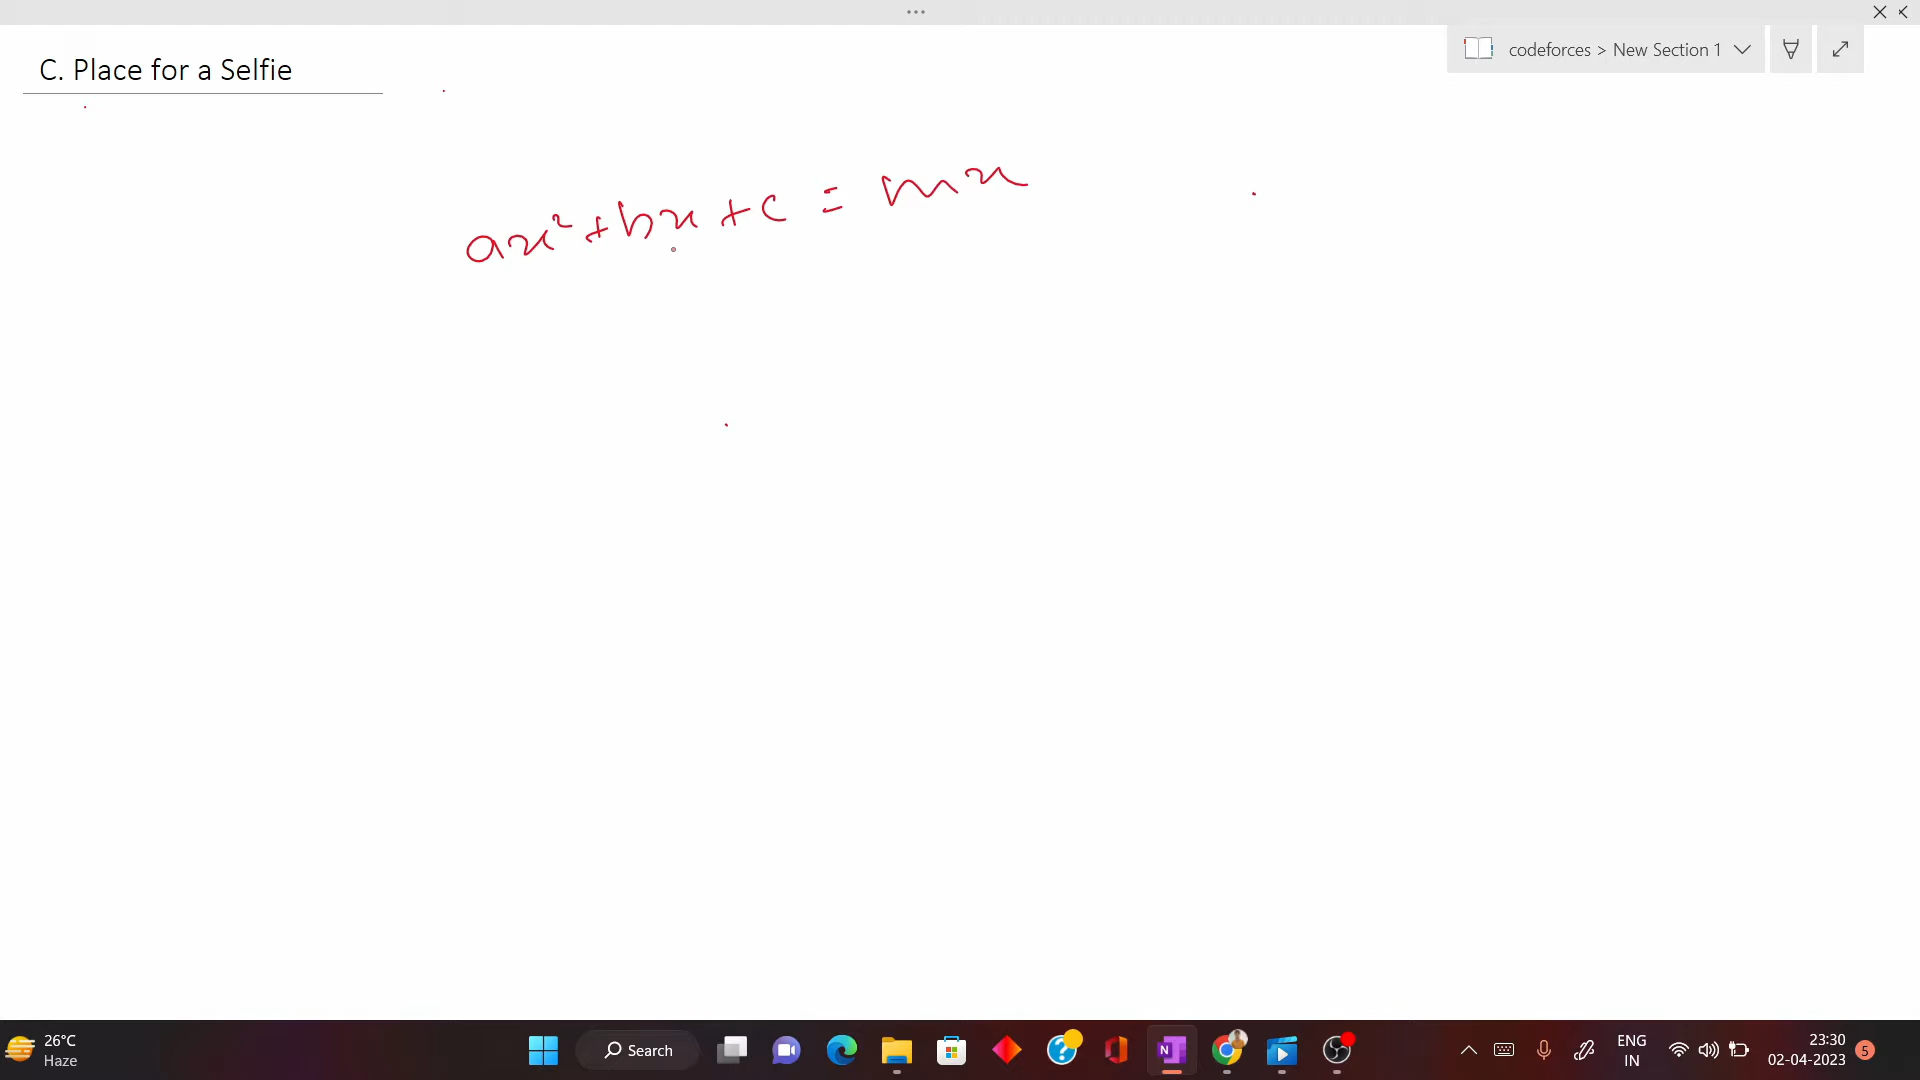 codeforces > New Section 1
C. Place for a Selfie
ax²+bx+c = mx
26°C
Haze
Search
ENG
IN
23:30
02-04-2023
5